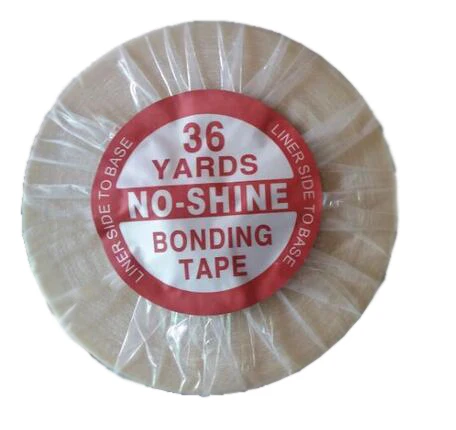 36
YARDS
NO-SHINE
BONDING
TAPE
LINER SIDE TO BASE
LINER SIDE TO BASE